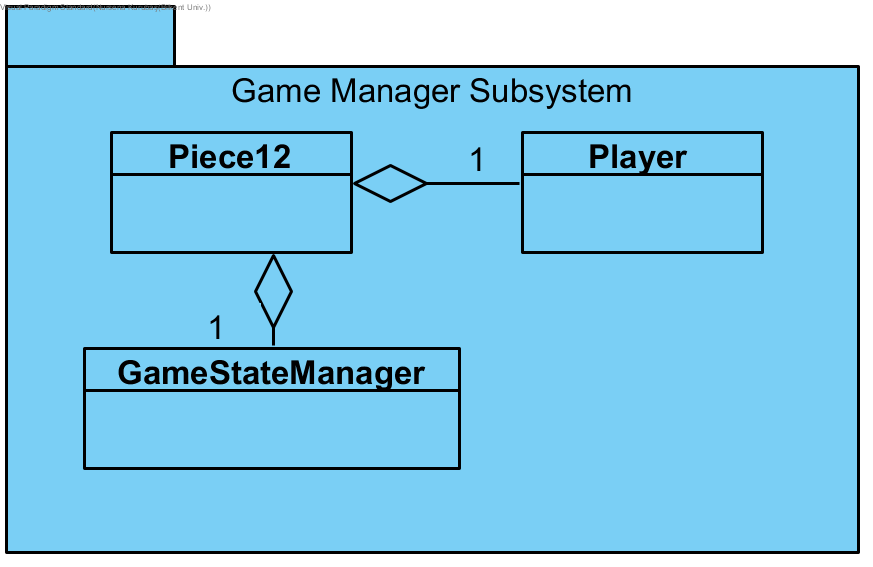 Game Manager Subsystem
Piece12
1
Player
1
GameStateManager